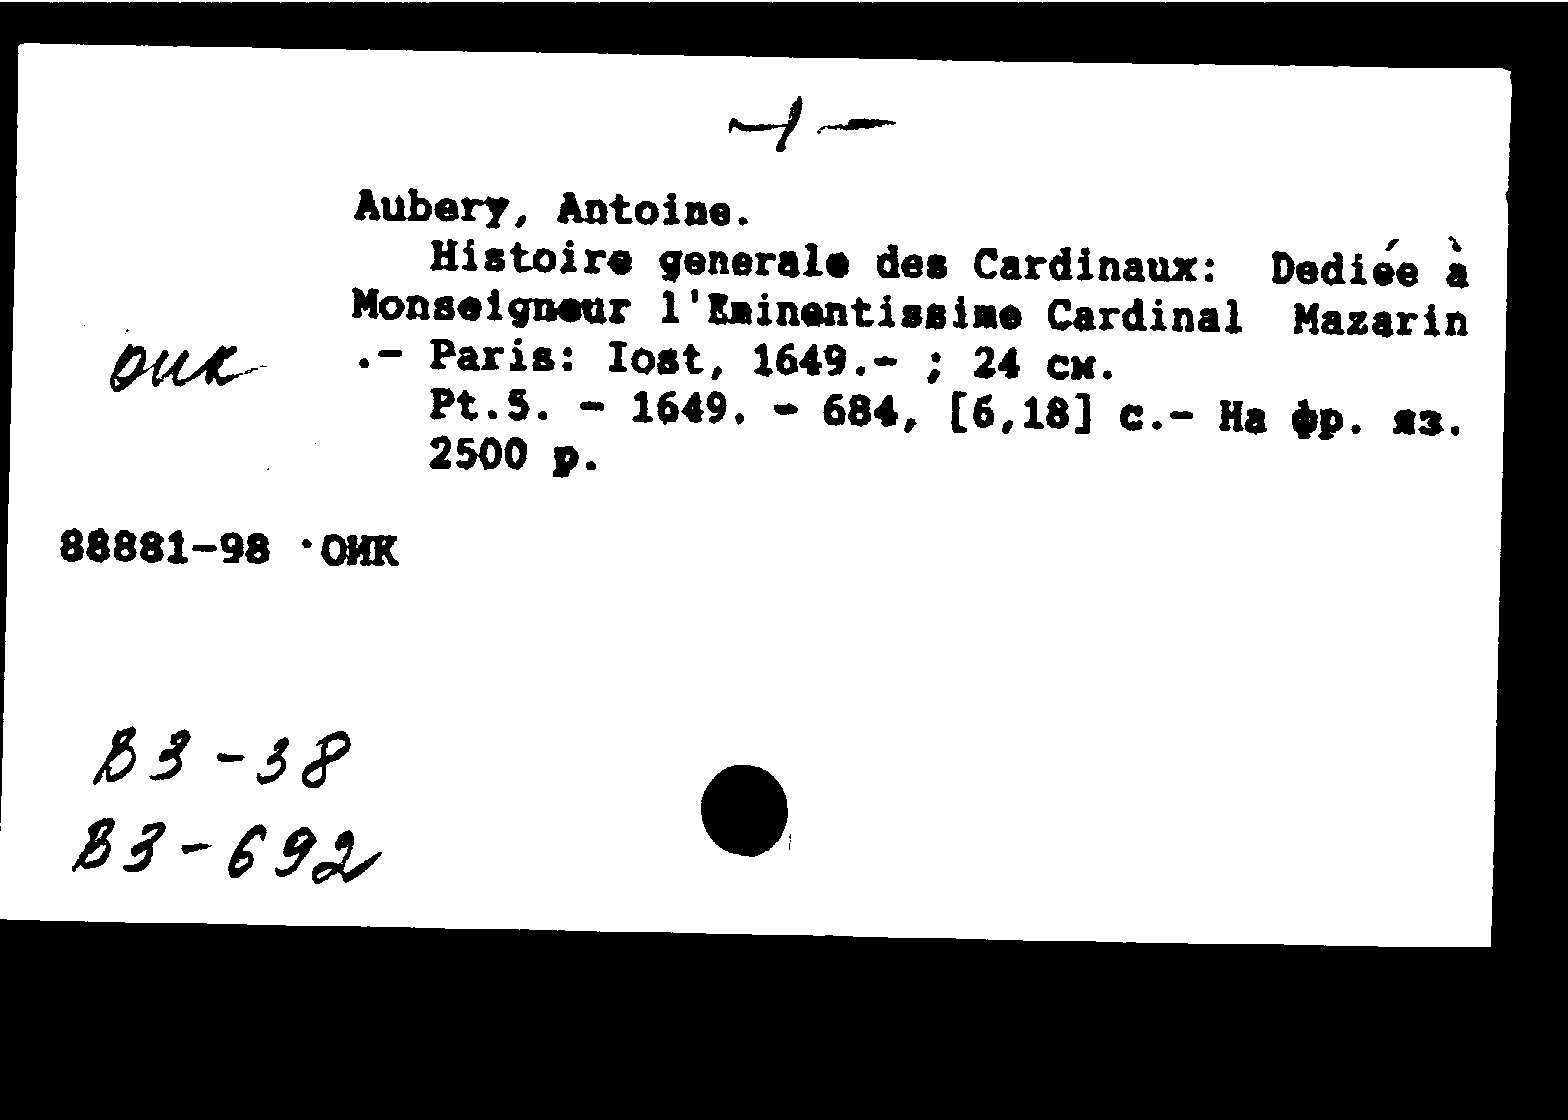 -1-
Aubery, Antoine.
Histoire generale des Cardinaux: Dediée à
Monseigneur l'Eminentissime Cardinal Mazarin
.- Paris: Iost, 1649.- ; 24 см.
оик
Pt.5. - 1649. - 684, [6,18] с.- На фр. яз.
2500 р.
88881-98 ОИК
В3-38
В3-692